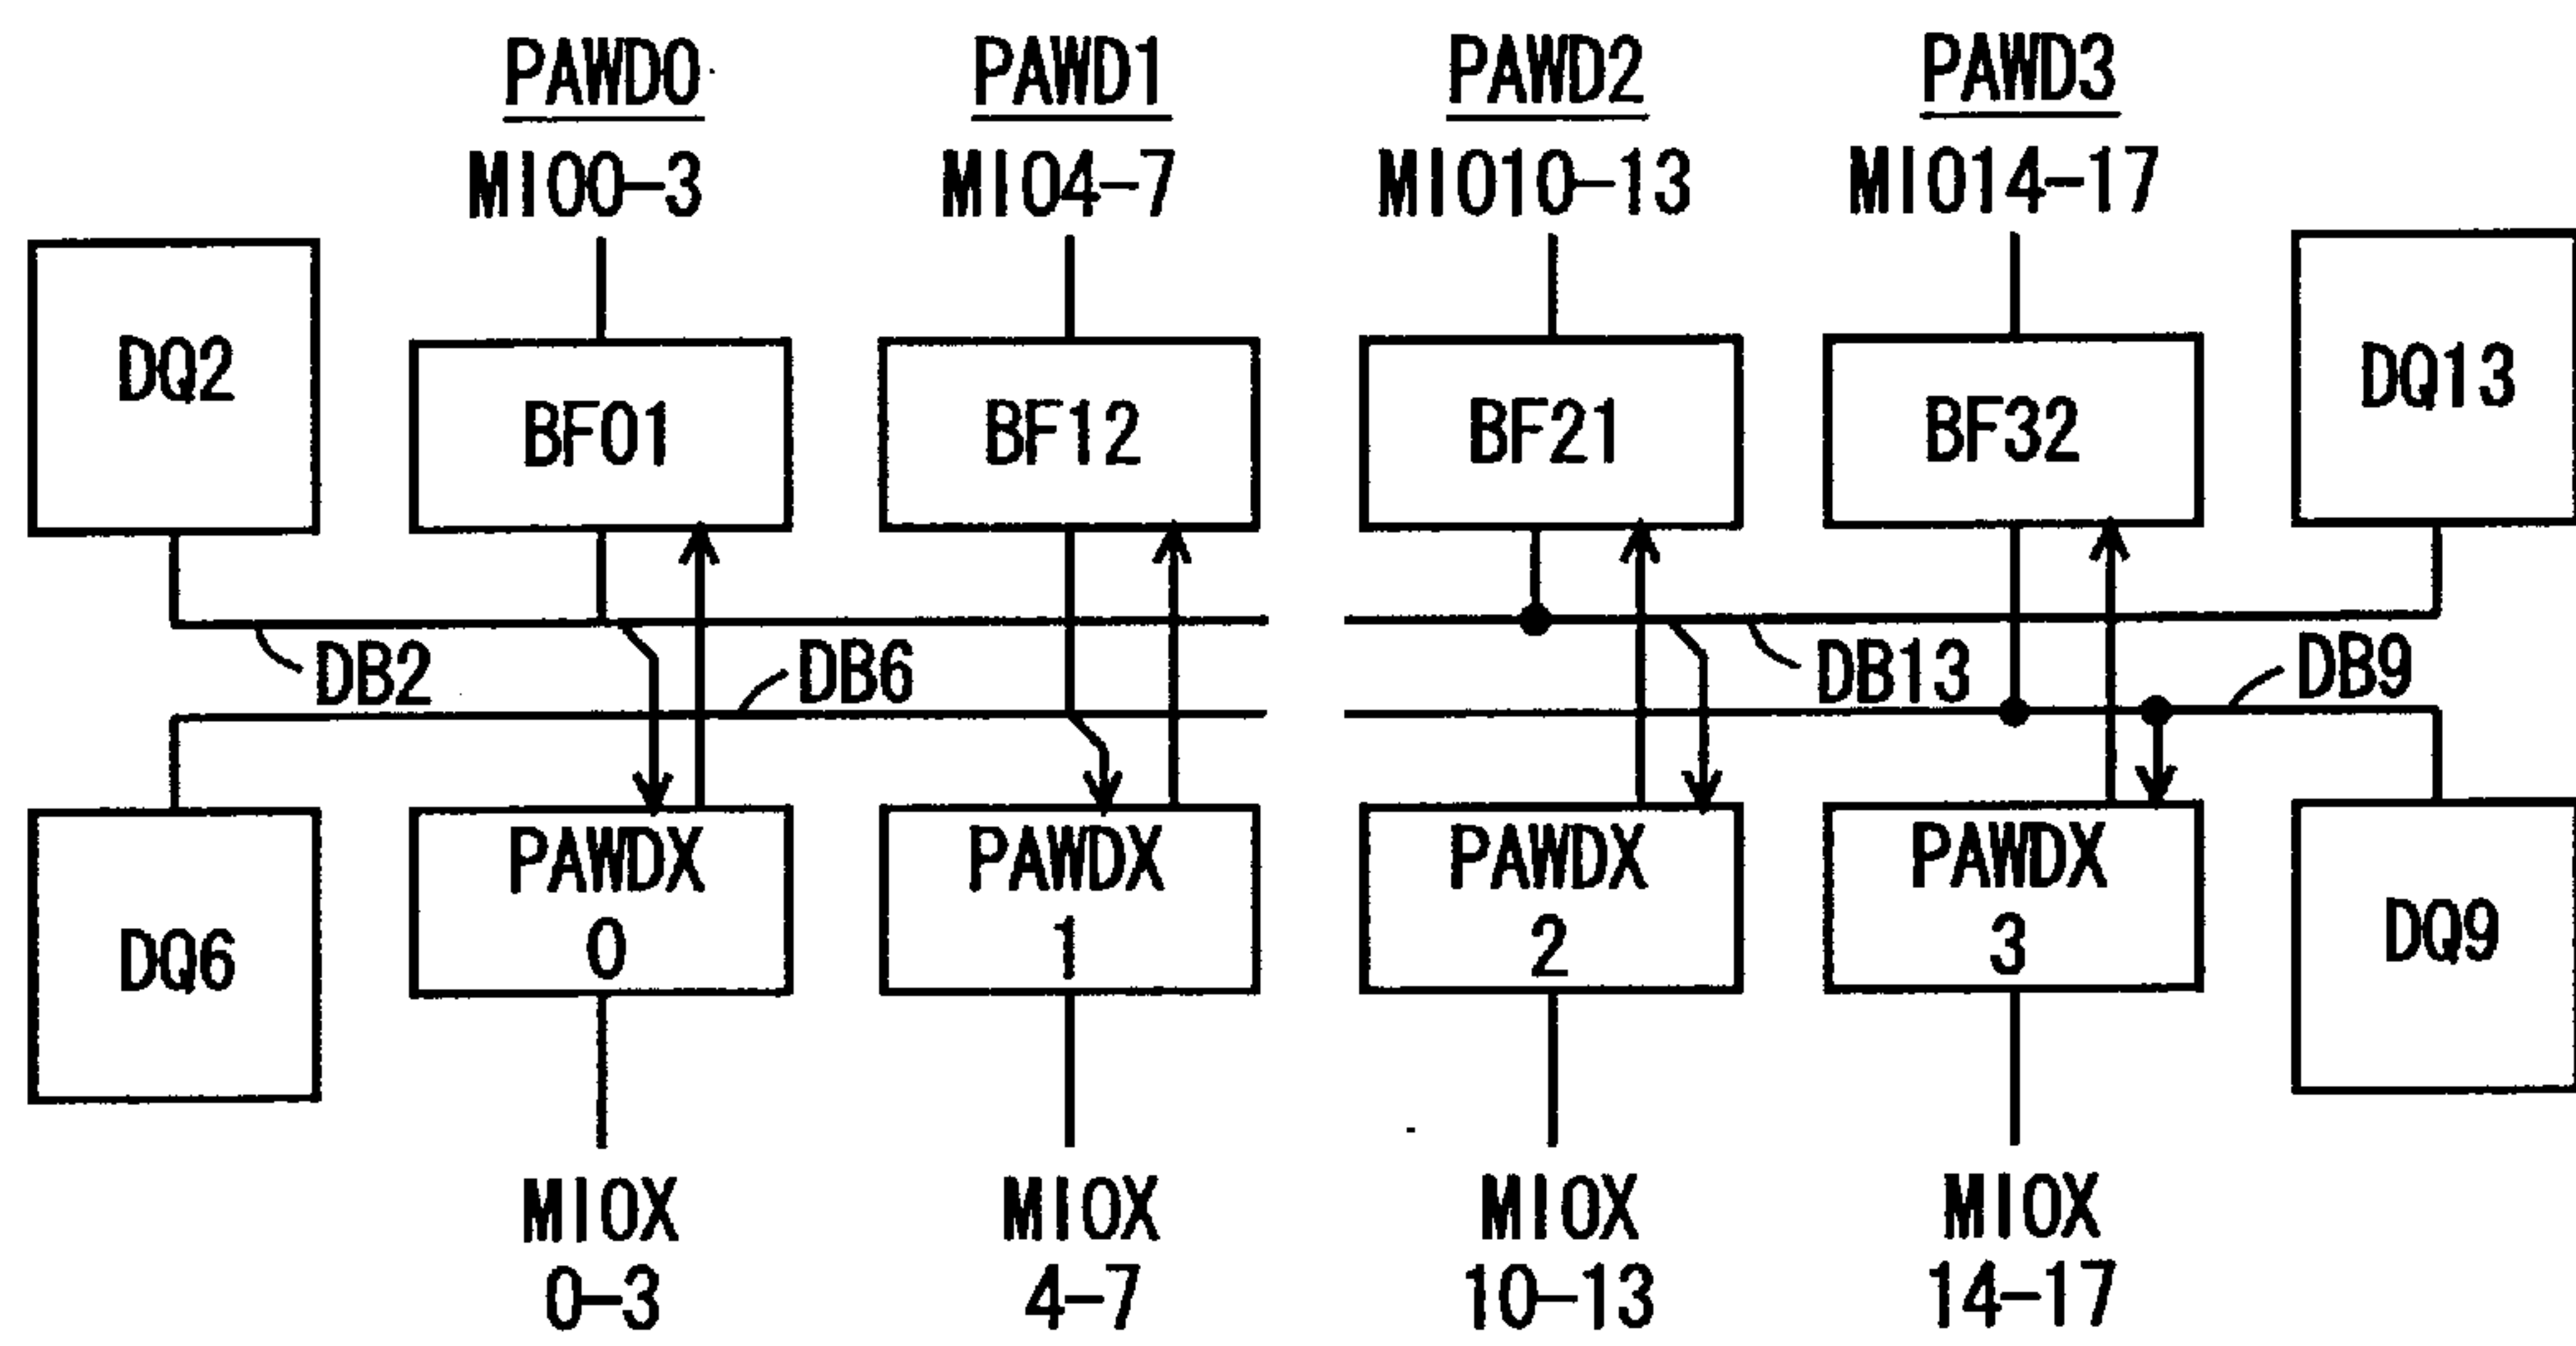 PAWD0 PAWD1 PAWD2 PAWD3
MIO0-3 MIO4-7 MIO10-13 MIO14-17
DQ2 BF01 BF12 BF21 BF32 DQ13
DB2 DB6 DB13 DB9
DQ6 PAWDX PAWDX PAWDX PAWDX DQ9
0 1 2 3
MIOX MIOX MIOX MIOX
0-3 4-7 10-13 14-17